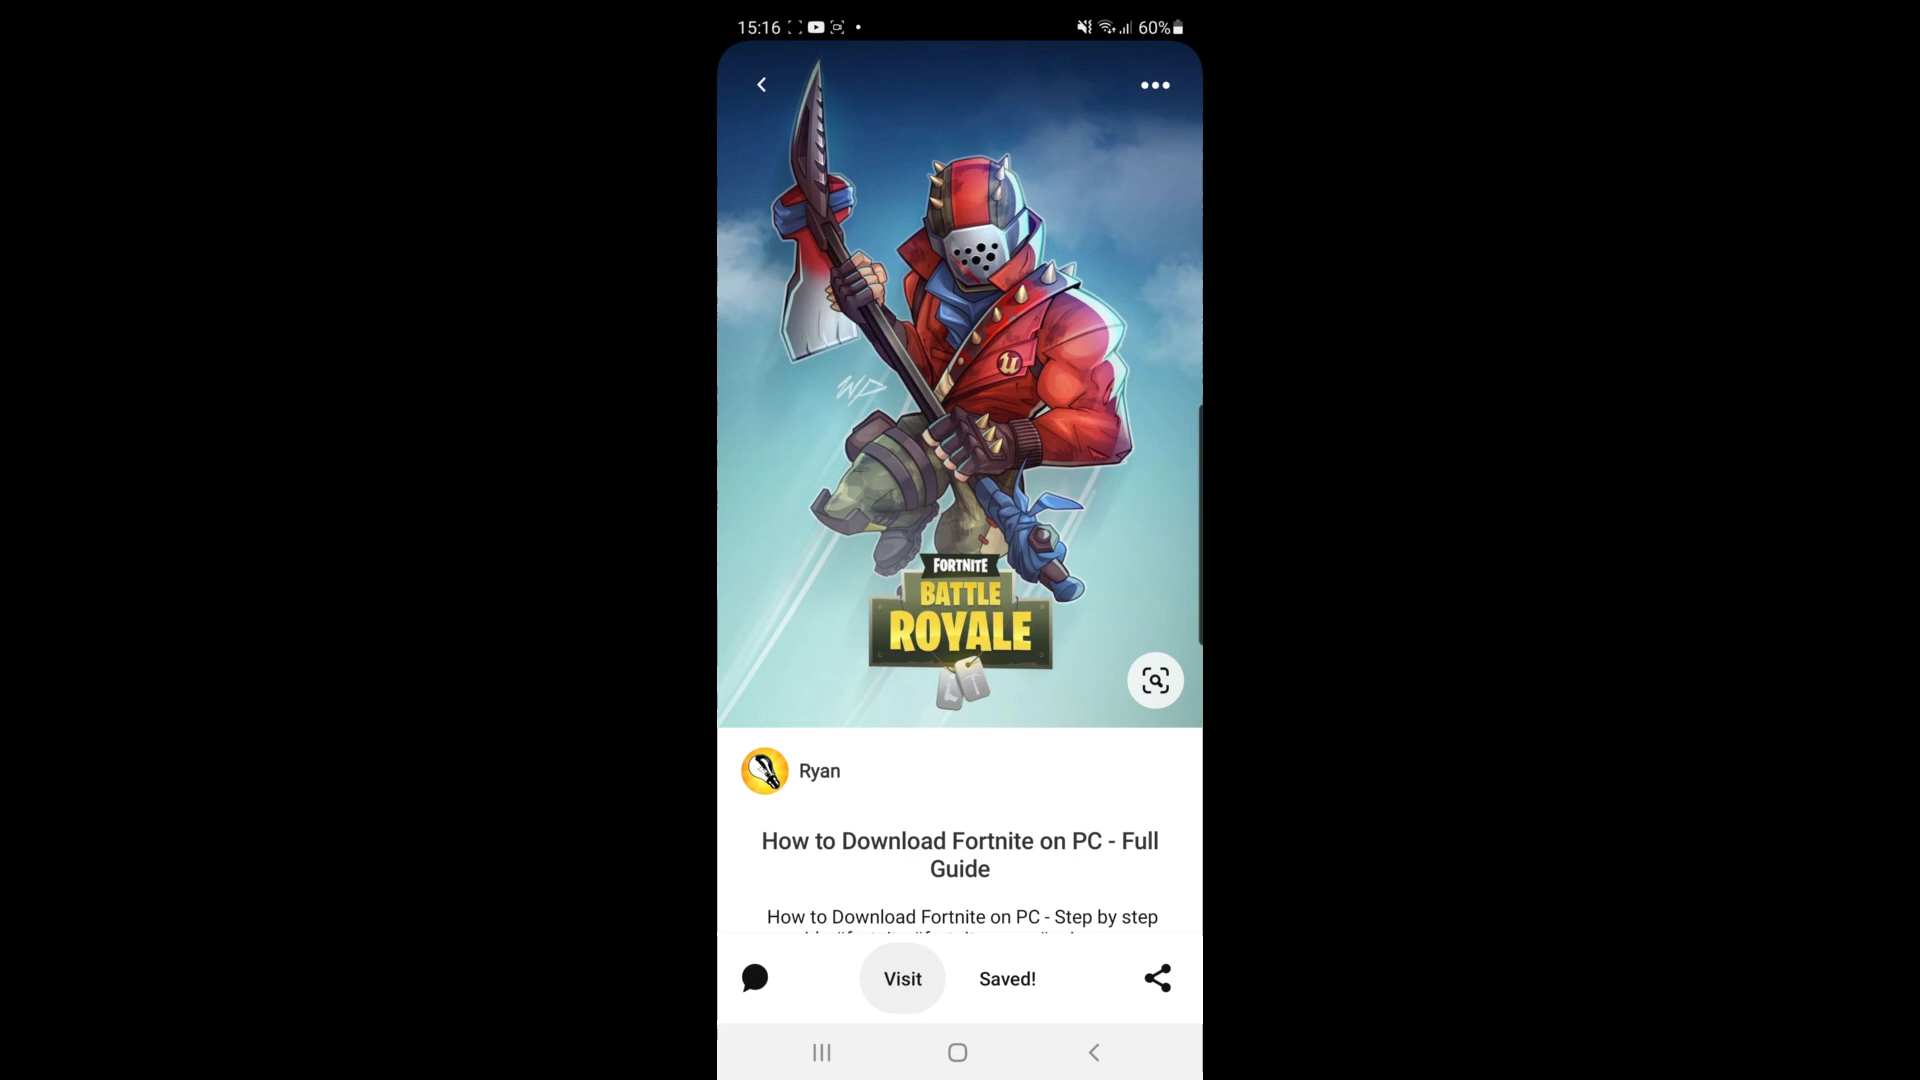 15:16
60%
WD
FORTNITE
BATTLE
ROYALE
Ryan
How to Download Fortnite on PC - Full
Guide
How to Download Fortnite on PC - Step by step
Visit
Saved!